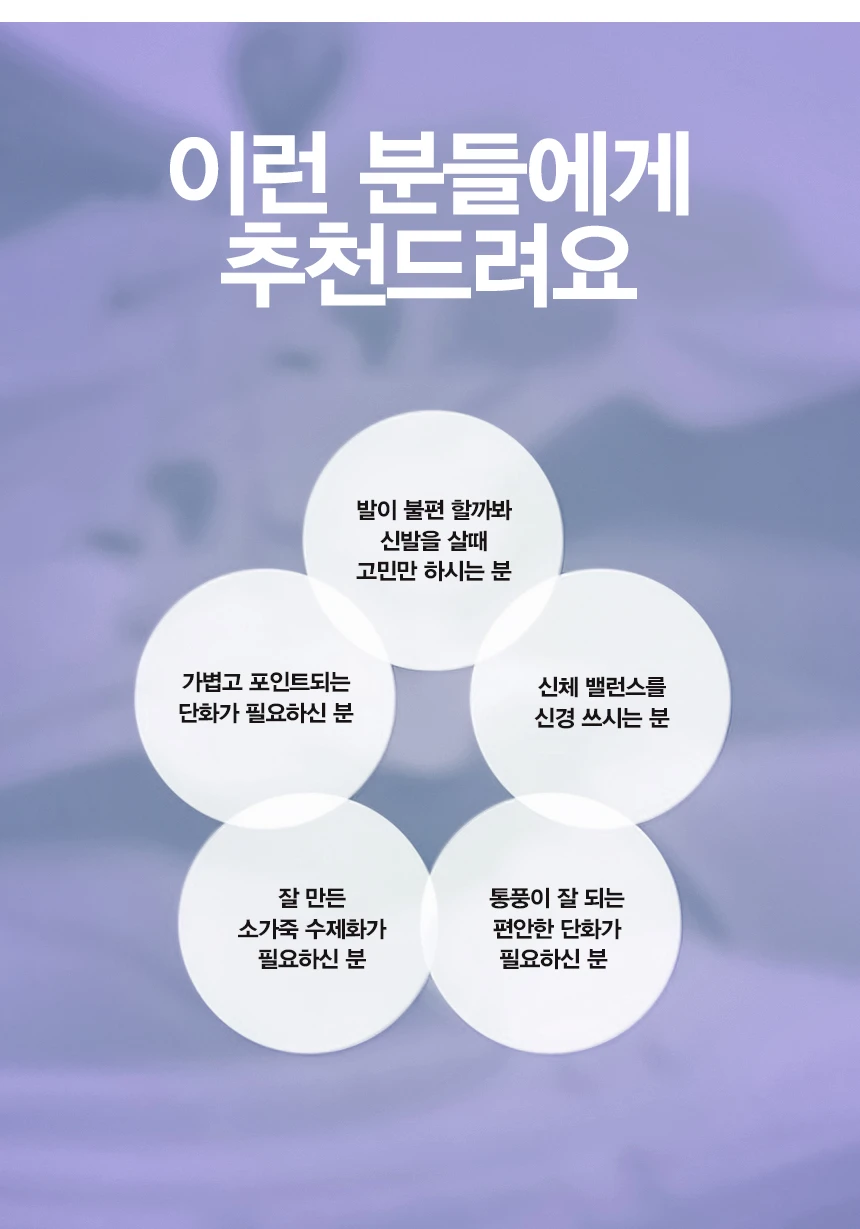 이런 분들에게
추천드려요
발이 불편 할까봐
신발을 살때
고민만 하시는 분
가볍고 포인트되는
단화가 필요하신 분
신체 밸런스를
신경 쓰시는 분
잘 만든
소가죽 수제화가
필요하신 분
통풍이 잘 되는
편안한 단화가
필요하신 분